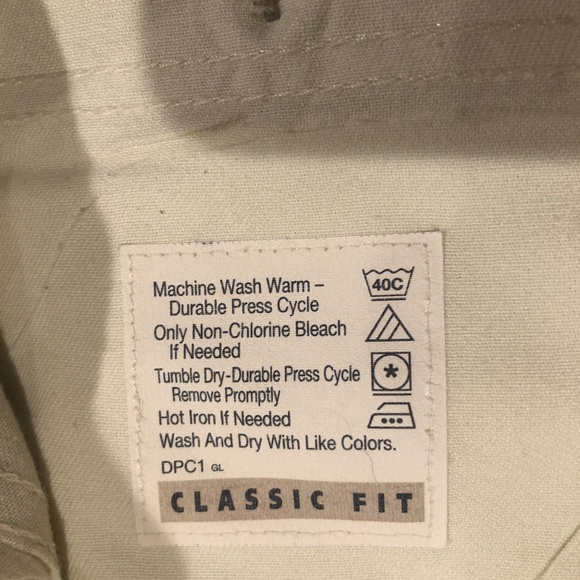 Machine Wash Warm –
Durable Press Cycle
40C
Only Non-Chlorine Bleach
If Needed
Tumble Dry-Durable Press Cycle
Remove Promptly
Hot Iron If Needed
Wash And Dry With Like Colors.
DPC1 GL
CLASSIC FIT